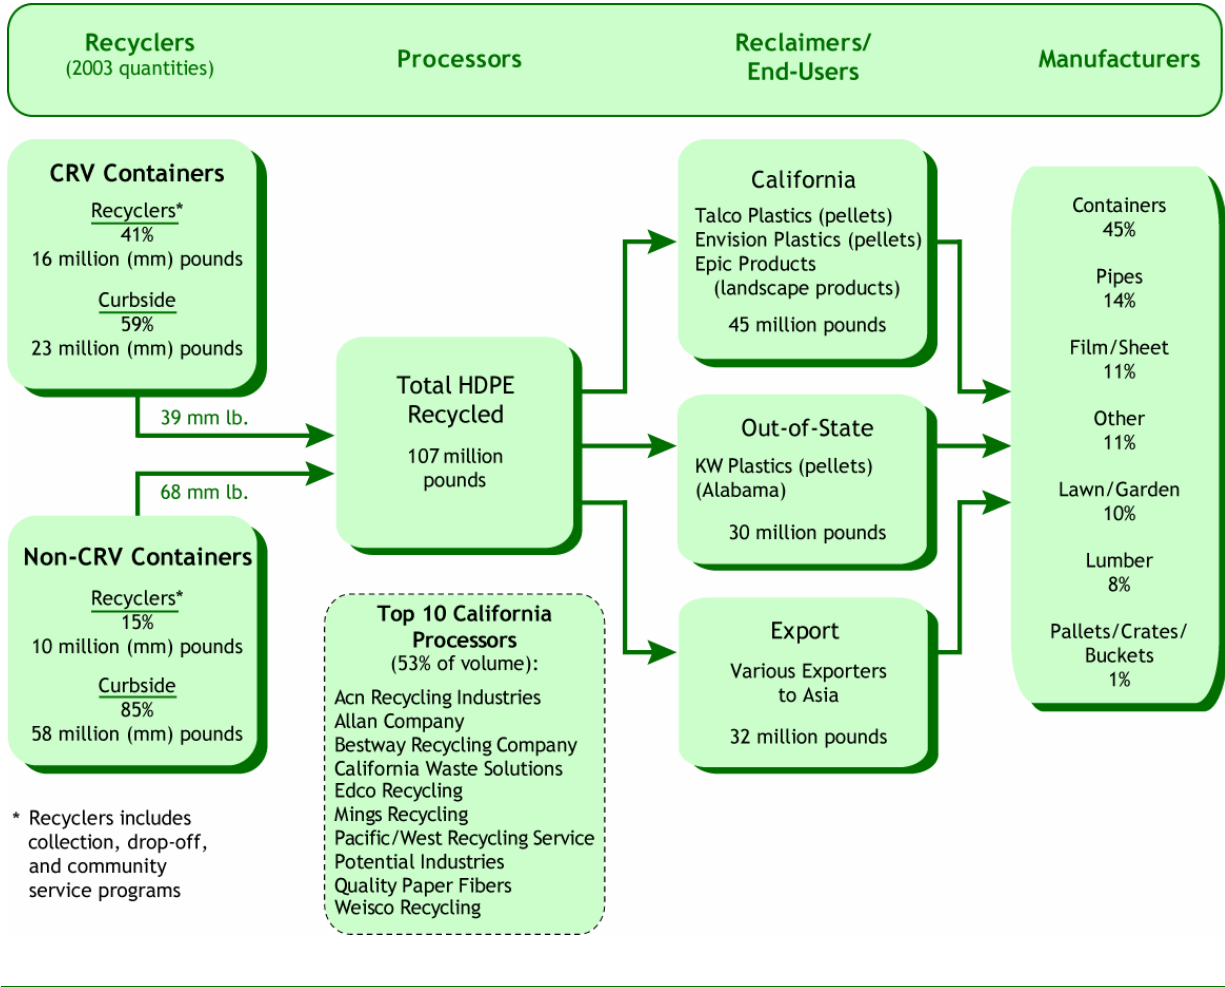 Recyclers
(2003 quantities)
Processors
Reclaimers/
End-Users
Manufacturers
CRV Containers
Recyclers*
41%
16 million (mm) pounds
Curbside
59%
23 million (mm) pounds
39 mm lb.
68 mm lb.
Non-CRV Containers
Recyclers*
15%
10 million (mm) pounds
Curbside
85%
58 million (mm) pounds
* Recyclers includes
collection, drop-off,
and community
service programs
Total HDPE
Recycled
107 million
pounds
Top 10 California
Processors
(53% of volume):
Acn Recycling Industries
Allan Company
Bestway Recycling Company
California Waste Solutions
Edco Recycling
Mings Recycling
Pacific/West Recycling Service
Potential Industries
Quality Paper Fibers
Weisco Recycling
California
Talco Plastics (pellets)
Envision Plastics (pellets)
Epic Products
(landscape products)
45 million pounds
Out-of-State
KW Plastics (pellets)
(Alabama)
30 million pounds
Export
Various Exporters
to Asia
32 million pounds
Containers
45%
Pipes
14%
Film/Sheet
11%
Other
11%
Lawn/Garden
10%
Lumber
8%
Pallets/Crates/
Buckets
1%